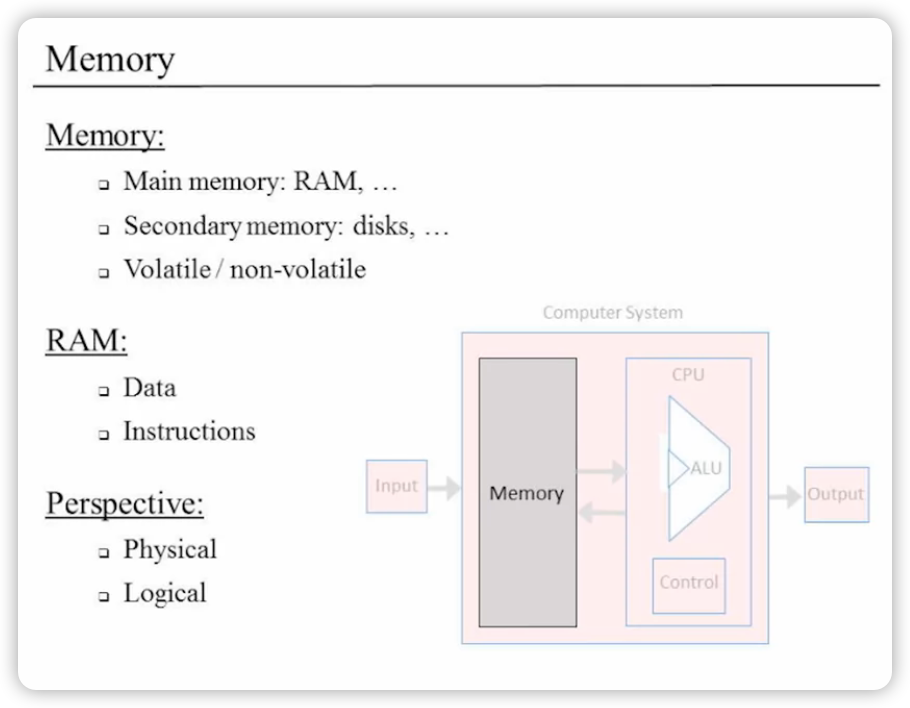 Memory
Memory:
Main memory: RAM, …
Secondary memory: disks, …
Volatile / non-volatile
RAM:
Data
Instructions
Perspective:
Physical
Logical
Computer System
CPU
ALU
Input
Memory
Output
Control